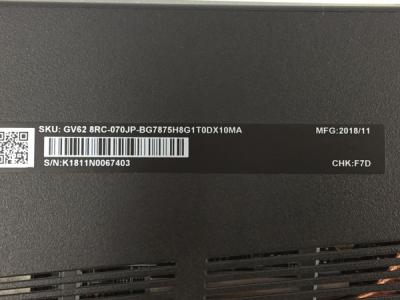 SKU: GV62 8RC-070JP-BG7875H8G1T0DX10MA
MFG:2018/11
S/N:K1811N0067403
CHK:F7D